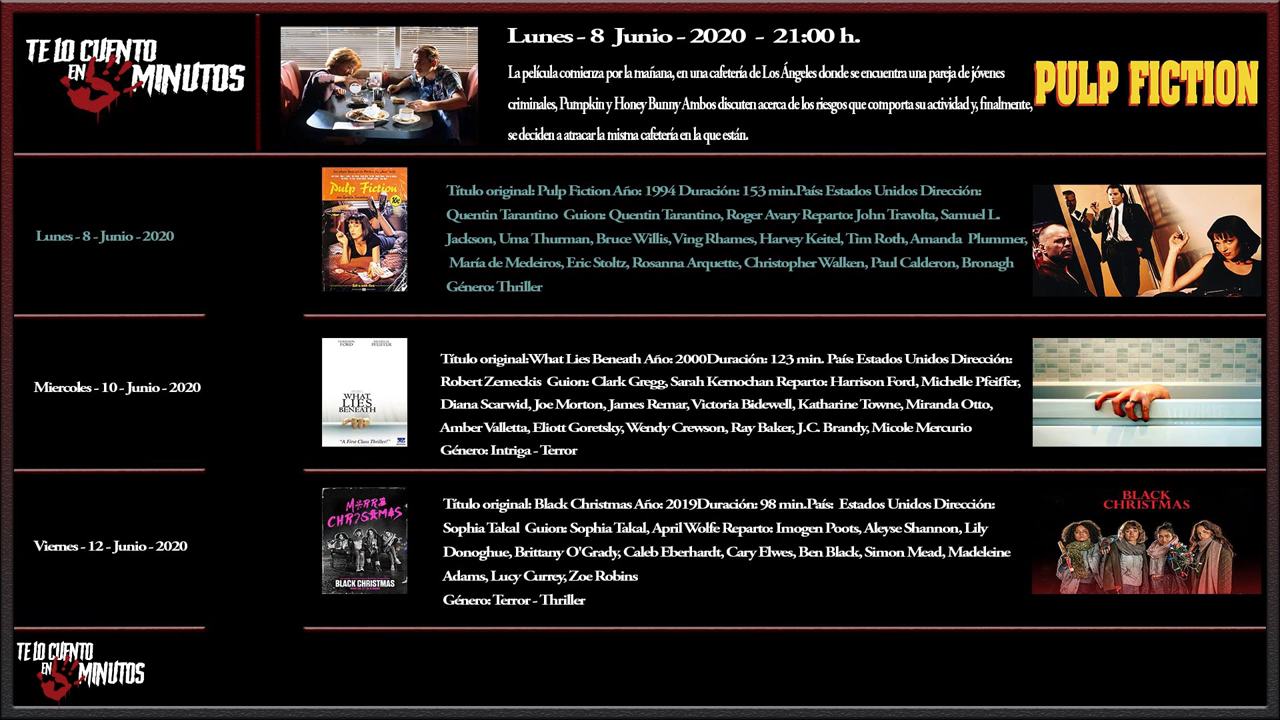 TE LO CUENTO
EN MINUTOS
Lunes - 8 Junio - 2020 - 21:00 h.
La película comienza por la mañana, en una cafetería de Los Ángeles donde se encuentra una pareja de jóvenes
criminales, Pumpkin y Honey Bunny Ambos discuten acerca de los riesgos que comporta su actividad y, finalmente,
se deciden a atracar la misma cafetería en la que están.
PULP FICTION
Lunes - 8 - Junio - 2020
Pulp Fiction
10¢
Título original: Pulp Fiction Año: 1994 Duración: 153 min.País: Estados Unidos Dirección:
Quentin Tarantino Guion: Quentin Tarantino, Roger Avary Reparto: John Travolta, Samuel L.
Jackson, Uma Thurman, Bruce Willis, Ving Rhames, Harvey Keitel, Tim Roth, Amanda Plummer,
María de Medeiros, Eric Stoltz, Rosanna Arquette, Christopher Walken, Paul Calderon, Bronagh
Género: Thriller
Miercoles - 10 - Junio - 2020
HARRISON FORD MICHELLE PFEIFFER
WHAT
LIES
BENEATH
"A First Class Thriller!"
Título original:What Lies Beneath Año: 2000Duración: 123 min. País: Estados Unidos Dirección:
Robert Zemeckis Guion: Clark Gregg, Sarah Kernochan Reparto: Harrison Ford, Michelle Pfeiffer,
Diana Scarwid, Joe Morton, James Remar, Victoria Bidewell, Katharine Towne, Miranda Otto,
Amber Valletta, Eliott Goretsky, Wendy Crewson, Ray Baker, J.C. Brandy, Micole Mercurio
Género: Intriga - Terror
Viernes - 12 - Junio - 2020
BLACK CHRISTMAS
Título original: Black Christmas Año: 2019Duración: 98 min.País: Estados Unidos Dirección:
Sophia Takal Guion: Sophia Takal, April Wolfe Reparto: Imogen Poots, Aleyse Shannon, Lily
Donoghue, Brittany O'Grady, Caleb Eberhardt, Cary Elwes, Ben Black, Simon Mead, Madeleine
Adams, Lucy Currey, Zoe Robins
Género: Terror - Thriller
BLACK
CHRISTMAS
TE LO CUENTO
EN MINUTOS